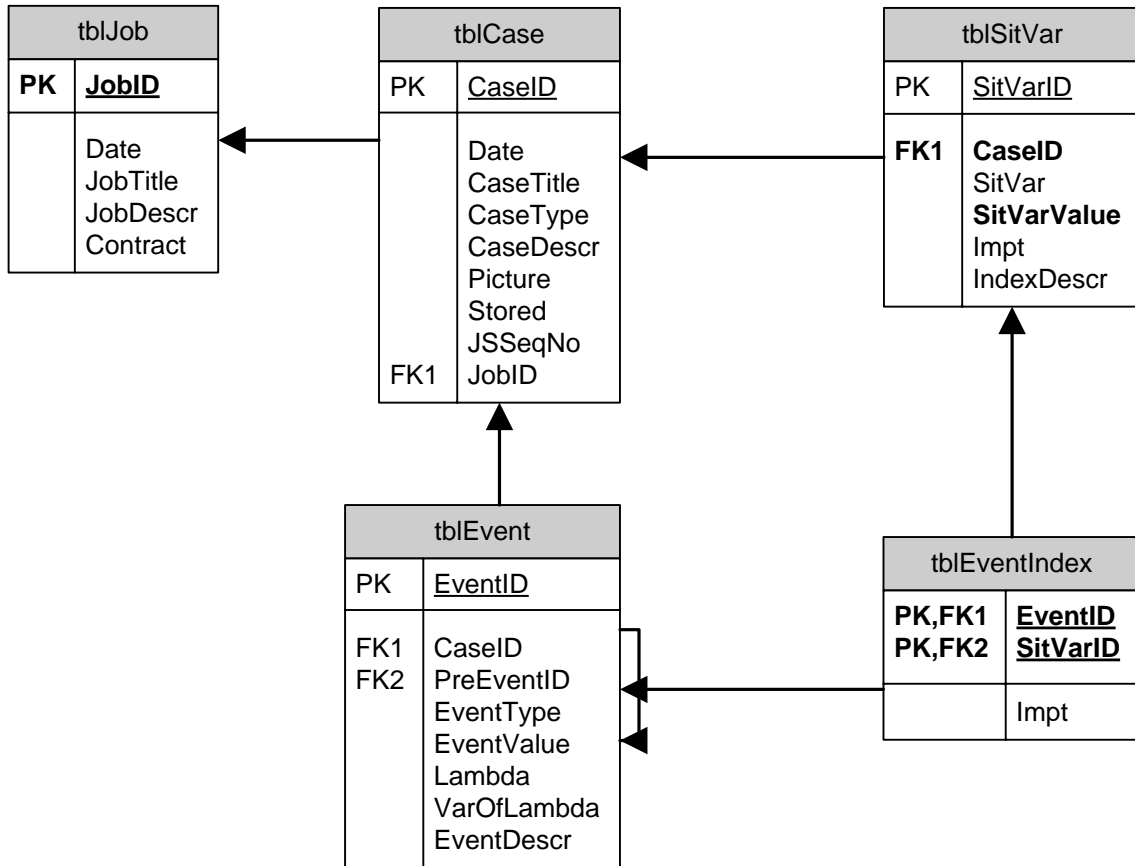 tblJob
PK JobID
Date
JobTitle
JobDescr
Contract
tblCase
PK CaseID
Date
CaseTitle
CaseType
CaseDescr
Picture
Stored
JSSeqNo
FK1 JobID
tblSitVar
PK SitVarID
FK1 CaseID
SitVar
SitVarValue
Impt
IndexDescr
tblEvent
PK EventID
FK1 CaseID
FK2 PreEventID
EventType
EventValue
Lambda
VarOfLambda
EventDescr
tblEventIndex
PK,FK1 EventID
PK,FK2 SitVarID
Impt